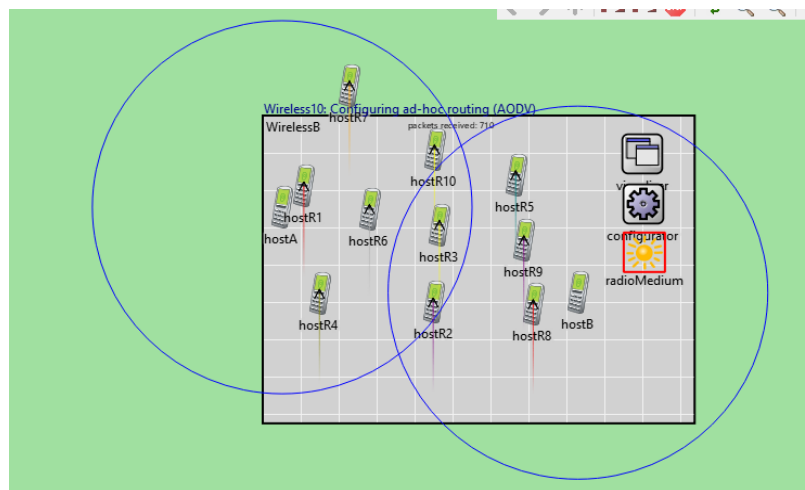 Wireless10: Configuring ad-hoc routing (AODV)
hostR7
WirelessB
packets received: 710
hostR10
visualizer
hostR5
hostR1
hostA
hostR6
hostR3
configurator
hostR9
radioMedium
hostR4
hostR2
hostR8
hostB